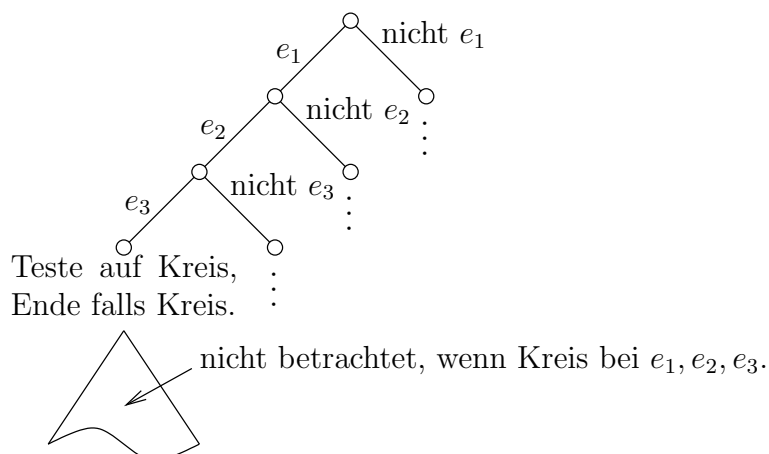 nicht e₁
e₁
nicht e₂
e₂
nicht e₃
e₃
Teste auf Kreis,
Ende falls Kreis.
nicht betrachtet, wenn Kreis bei e₁, e₂, e₃.